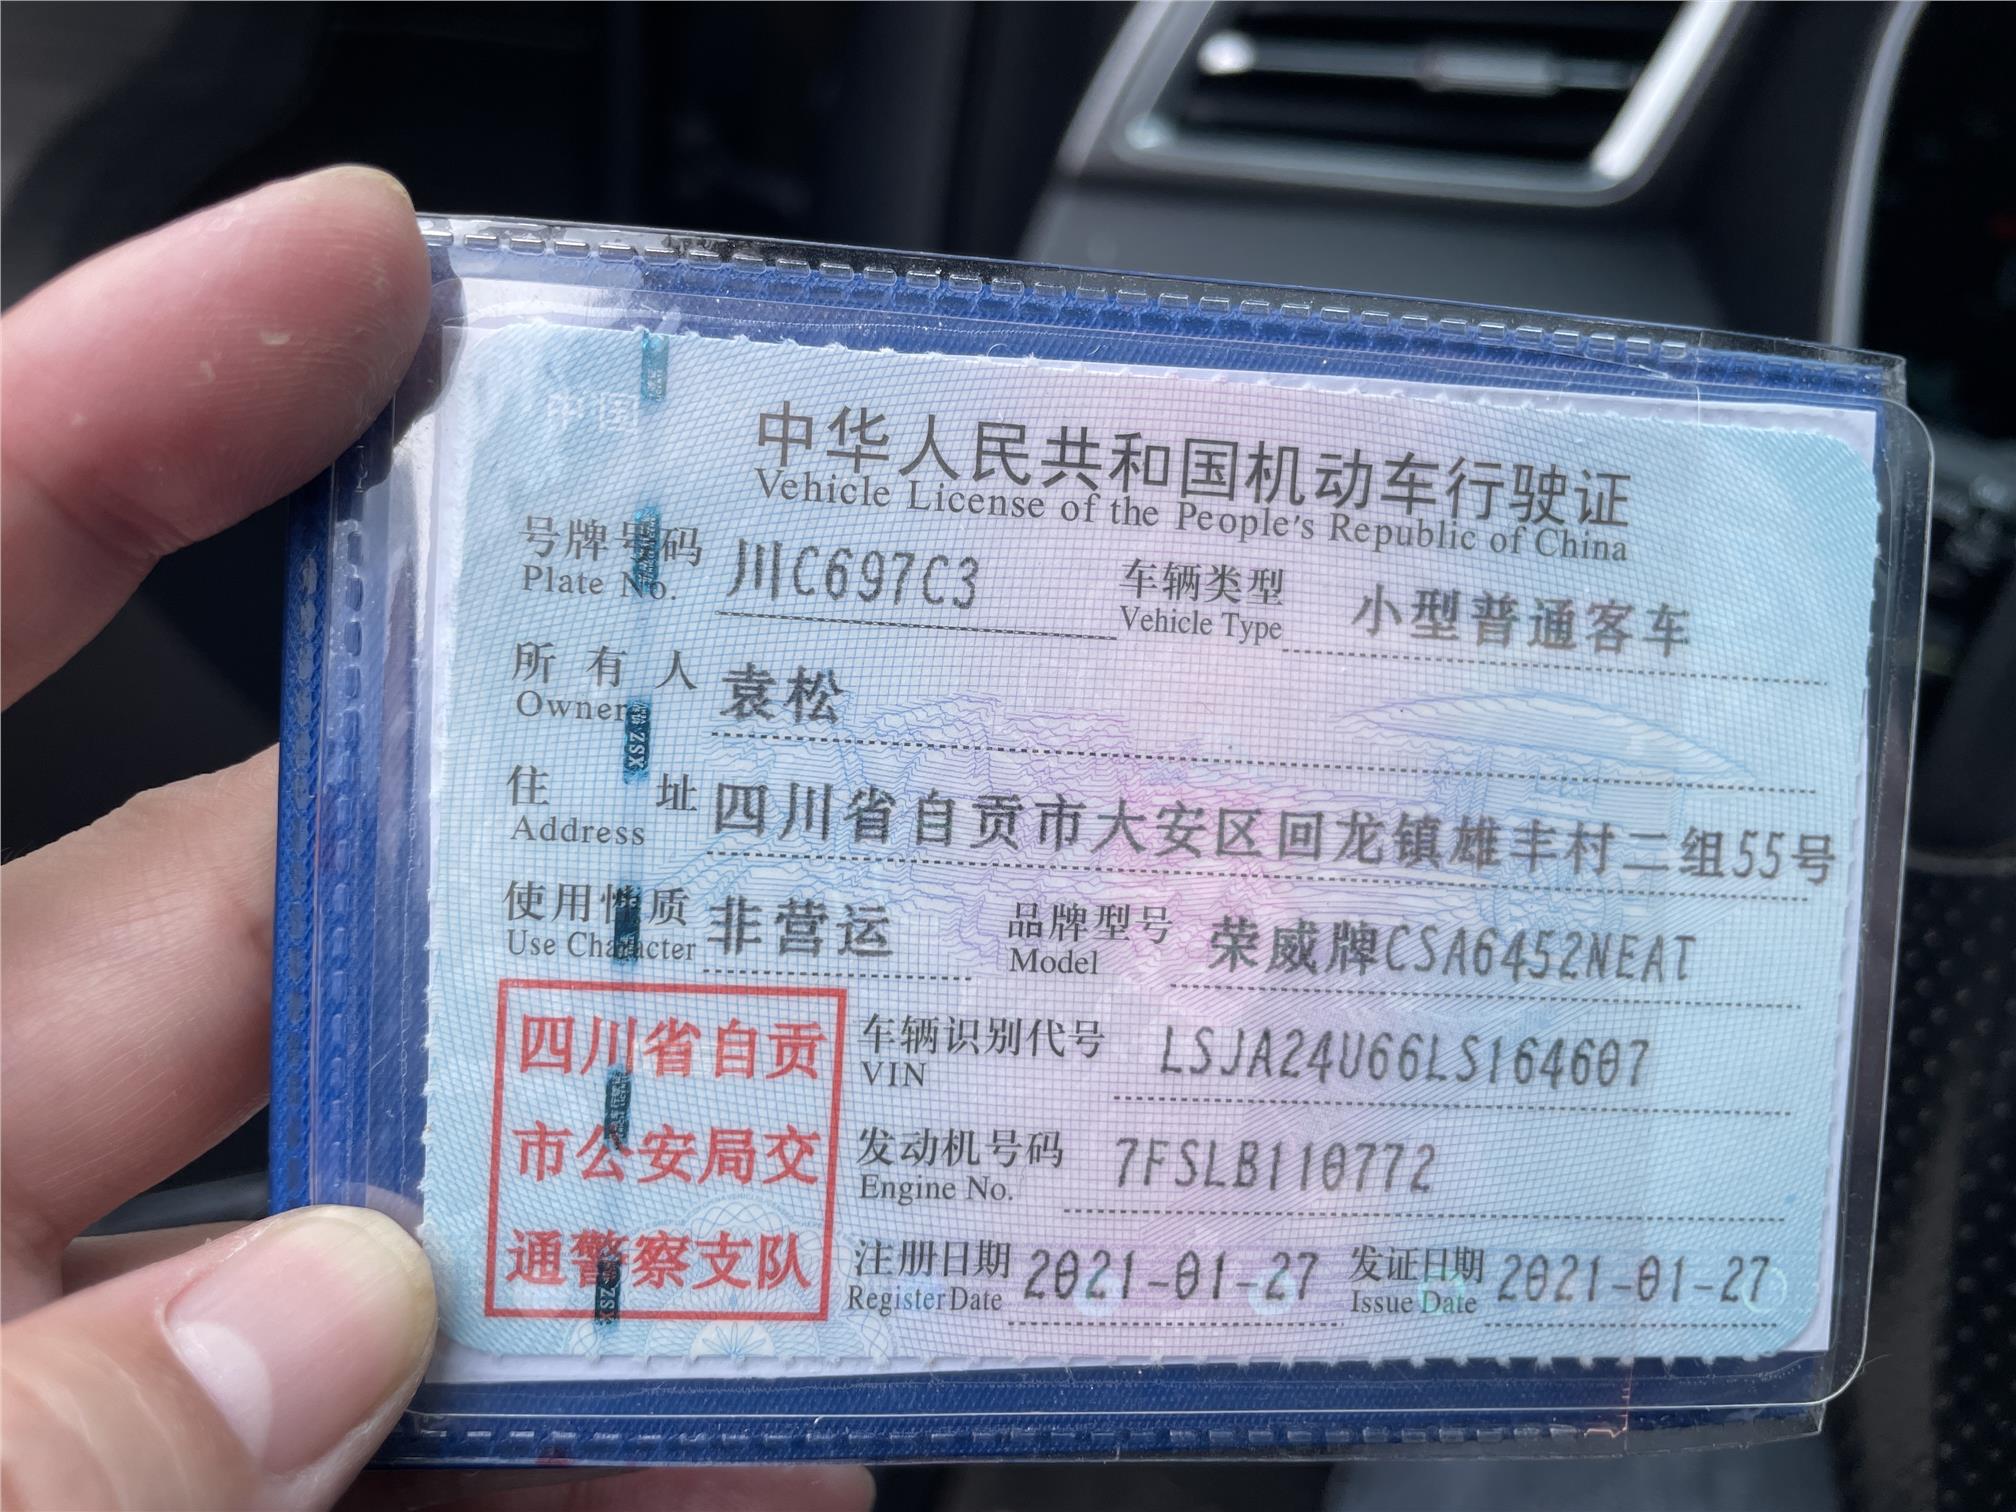 中国
中华人民共和国机动车行驶证
Vehicle License of the People's Republic of China
号牌号码 川C697C3 车辆类型 小型普通客车
Plate No. Vehicle Type
所有人 袁松
Owner
住址 四川省自贡市大安区回龙镇雄丰村二组55号
Address
使用性质 非营运 品牌型号 荣威牌CSA6452NEAT
Use Character Model
四川省自贡
市公安局交
通警察支队
车辆识别代号 LSJA24U66LS164607
VIN
发动机号码 7FSLB110772
Engine No.
注册日期 2021-01-27 发证日期 2021-01-27
Register Date Issue Date
XSZ
XSZ